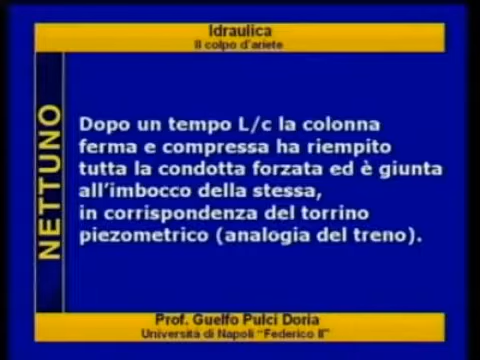 Idraulica
Il colpo d'ariete
NETTUNO
Dopo un tempo L/c la colonna
ferma e compressa ha riempito
tutta la condotta forzata ed è giunta
all'imbocco della stessa,
in corrispondenza del torrino
piezometrico (analogia del treno).
Prof. Guelfo Pulci Doria
Università di Napoli "Federico II"